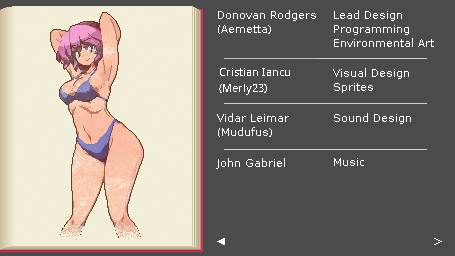 Donovan Rodgers Lead Design
(Aemetta) Programming
Environmental Art
Cristian Iancu Visual Design
(Merly23) Sprites
Vidar Leimar Sound Design
(Mudufus)
John Gabriel Music